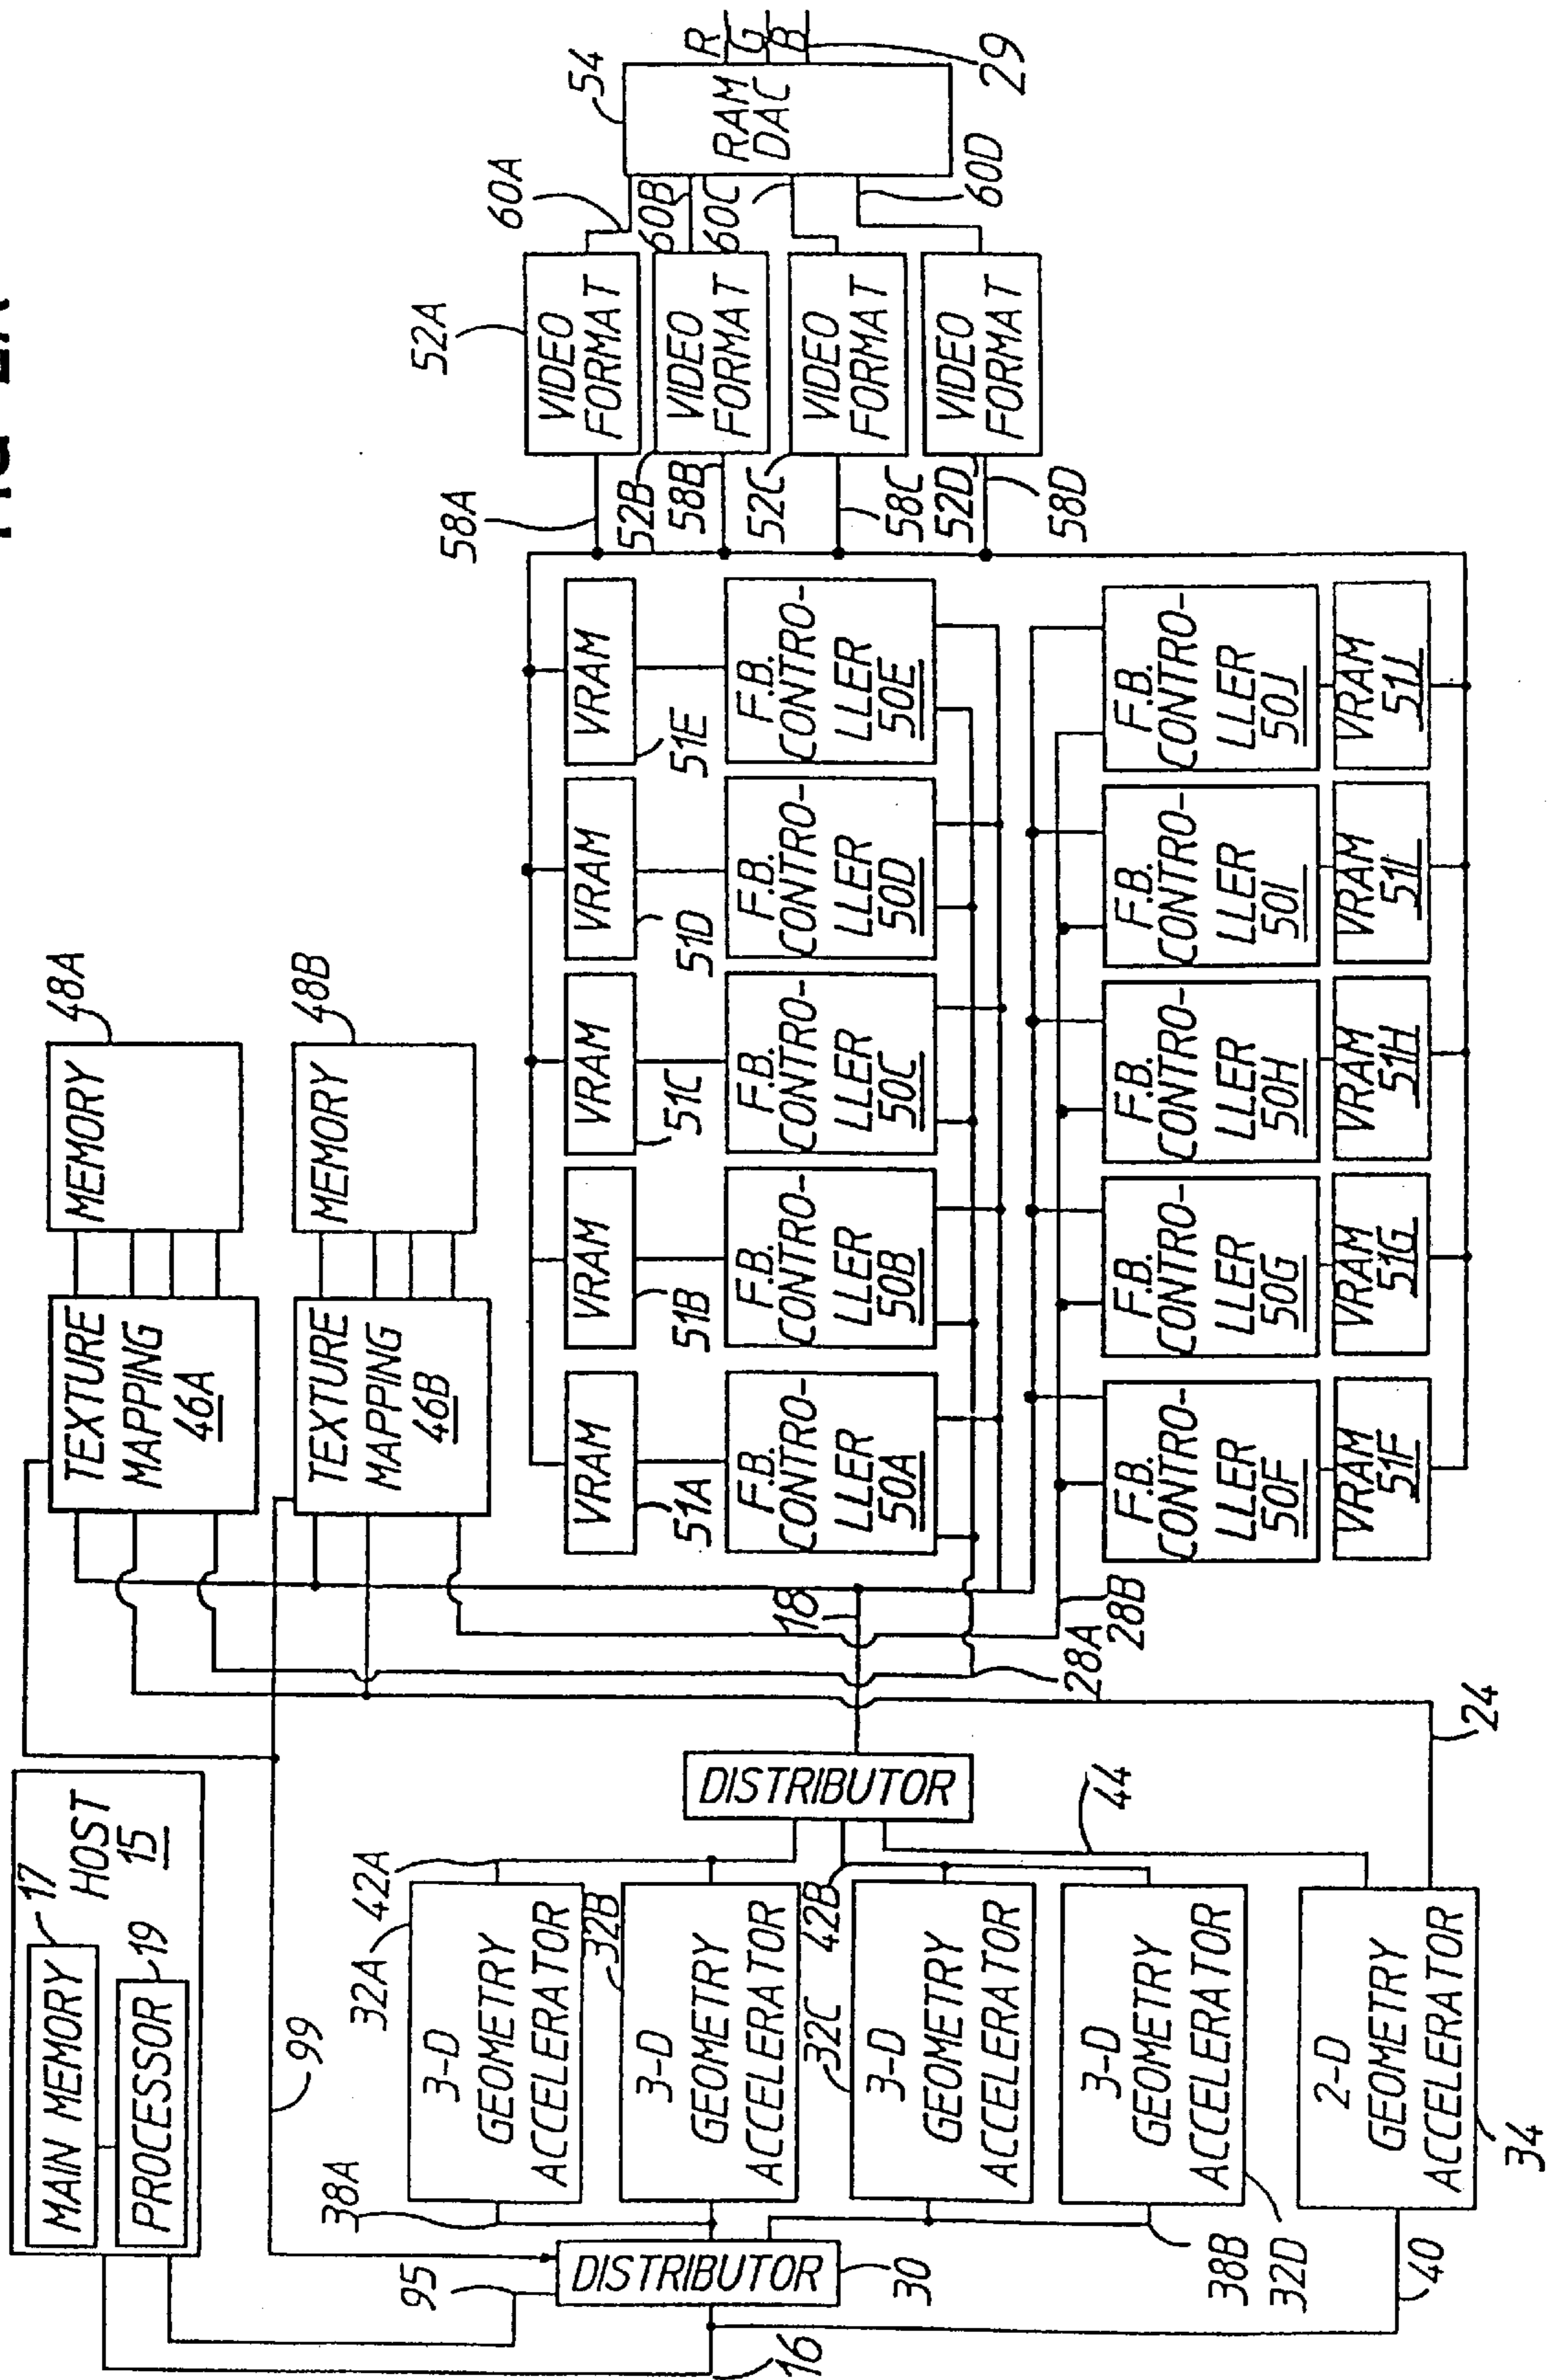 MAIN MEMORY
17
HOST
15
PROCESSOR
19
99
95
16
DISTRIBUTOR
30
38A
38B
40
32A
42A
3-D
GEOMETRY
ACCELERATOR
32B
3-D
GEOMETRY
ACCELERATOR
32C
42B
3-D
GEOMETRY
ACCELERATOR
3-D
GEOMETRY
ACCELERATOR
32D
2-D
GEOMETRY
ACCELERATOR
34
44
24
DISTRIBUTOR
18
28A
28B
TEXTURE
MAPPING
46A
MEMORY
48A
TEXTURE
MAPPING
46B
MEMORY
48B
VRAM
51A
VRAM
51B
VRAM
51C
VRAM
51D
VRAM
51E
F.B.
CONTRO-
LLER
50A
F.B.
CONTRO-
LLER
50B
F.B.
CONTRO-
LLER
50C
F.B.
CONTRO-
LLER
50D
F.B.
CONTRO-
LLER
50E
F.B.
CONTRO-
LLER
50F
F.B.
CONTRO-
LLER
50G
F.B.
CONTRO-
LLER
50H
F.B.
CONTRO-
LLER
50I
F.B.
CONTRO-
LLER
50J
VRAM
51F
VRAM
51G
VRAM
51H
VRAM
51I
VRAM
51J
58A
52A
VIDEO
FORMAT
60A
52B
58B
VIDEO
FORMAT
60B
52C
58C
VIDEO
FORMAT
60C
52D
58D
VIDEO
FORMAT
60D
54
RAM
DAC
R
G
B
29